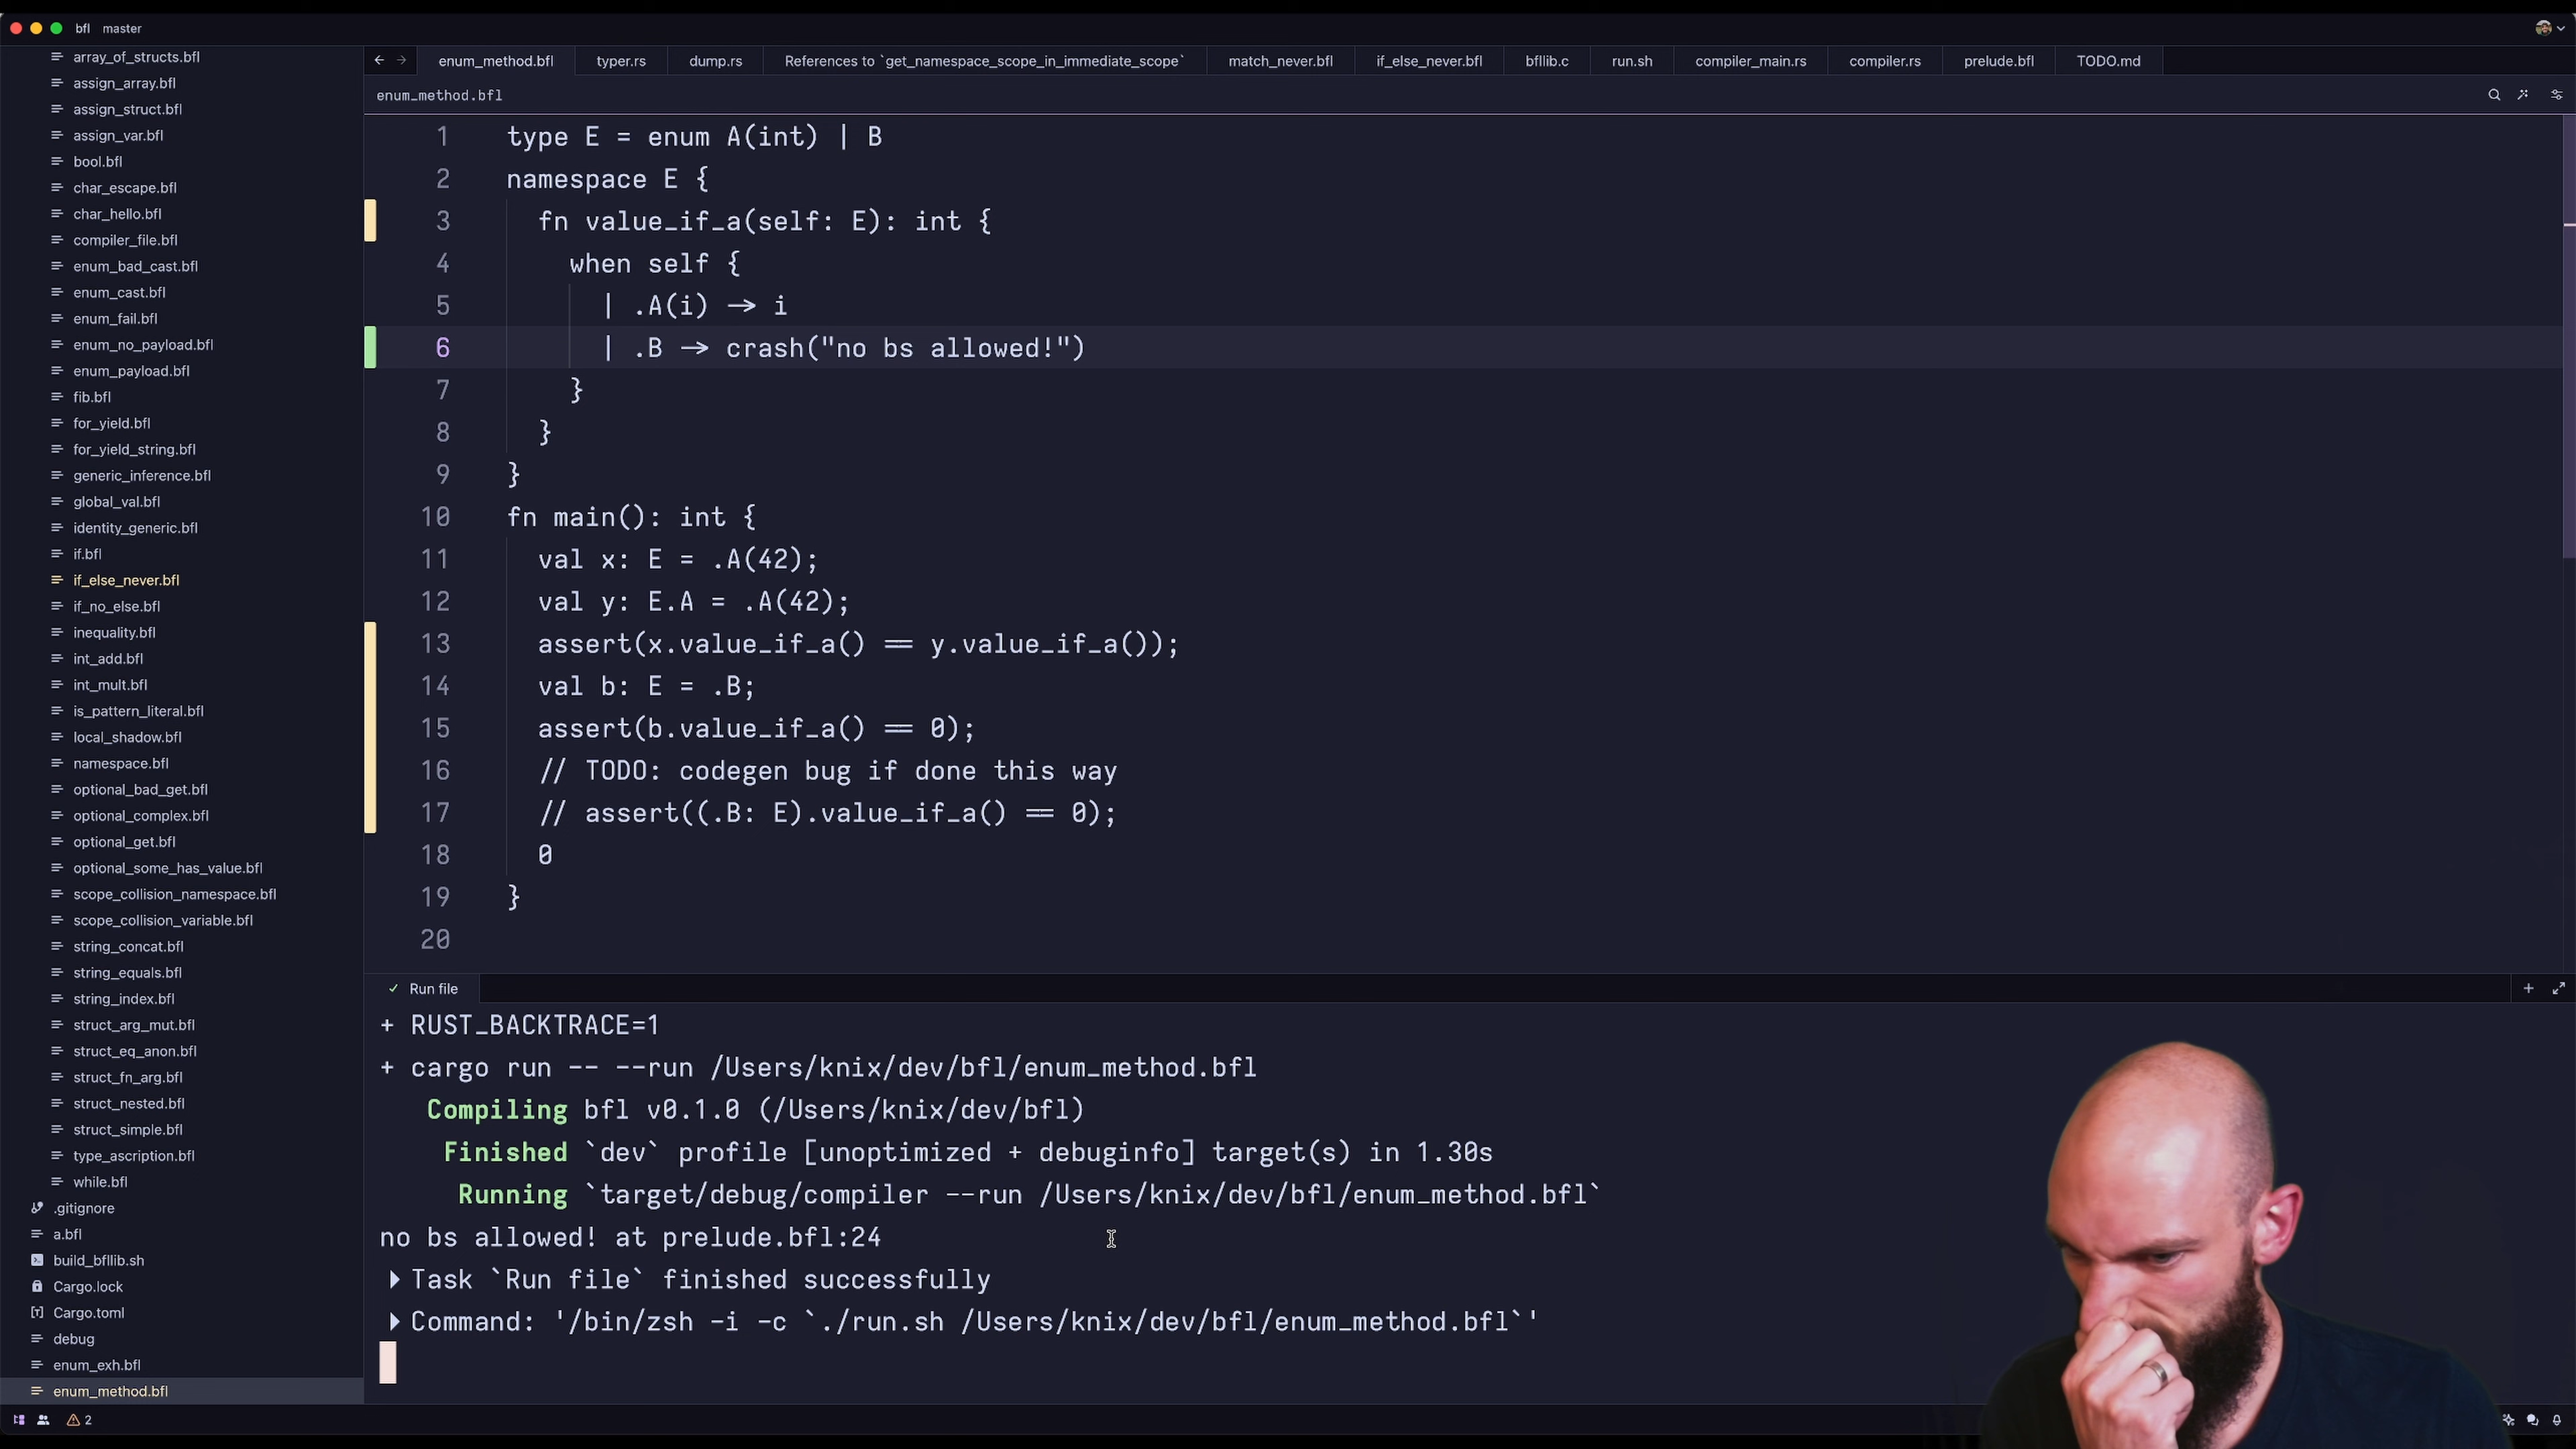 bfl master
array_of_structs.bfl
assign_array.bfl
assign_struct.bfl
assign_var.bfl
bool.bfl
char_escape.bfl
char_hello.bfl
compiler_file.bfl
enum_bad_cast.bfl
enum_cast.bfl
enum_fail.bfl
enum_no_payload.bfl
enum_payload.bfl
fib.bfl
for_yield.bfl
for_yield_string.bfl
generic_inference.bfl
global_val.bfl
identity_generic.bfl
if.bfl
if_else_never.bfl
if_no_else.bfl
inequality.bfl
int_add.bfl
int_mult.bfl
is_pattern_literal.bfl
local_shadow.bfl
namespace.bfl
optional_bad_get.bfl
optional_complex.bfl
optional_get.bfl
optional_some_has_value.bfl
scope_collision_namespace.bfl
scope_collision_variable.bfl
string_concat.bfl
string_equals.bfl
string_index.bfl
struct_arg_mut.bfl
struct_eq_anon.bfl
struct_fn_arg.bfl
struct_nested.bfl
struct_simple.bfl
type_ascription.bfl
while.bfl
.gitignore
a.bfl
build_bfllib.sh
Cargo.lock
Cargo.toml
debug
enum_exh.bfl
enum_method.bfl
2
enum_method.bfl typer.rs dump.rs References to `get_namespace_scope_in_immediate_scope` match_never.bfl if_else_never.bfl bfllib.c run.sh compiler_main.rs compiler.rs prelude.bfl TODO.md
enum_method.bfl
1 type E = enum A(int) | B
2 namespace E {
3 fn value_if_a(self: E): int {
4 when self {
5 | .A(i) -> i
6 | .B -> crash("no bs allowed!")
7 }
8 }
9 }
10 fn main(): int {
11 val x: E = .A(42);
12 val y: E.A = .A(42);
13 assert(x.value_if_a() == y.value_if_a());
14 val b: E = .B;
15 assert(b.value_if_a() == 0);
16 // TODO: codegen bug if done this way
17 // assert((.B: E).value_if_a() == 0);
18 0
19 }
20
Run file
+ RUST_BACKTRACE=1
+ cargo run -- --run /Users/knix/dev/bfl/enum_method.bfl
Compiling bfl v0.1.0 (/Users/knix/dev/bfl)
Finished `dev` profile [unoptimized + debuginfo] target(s) in 1.30s
Running `target/debug/compiler --run /Users/knix/dev/bfl/enum_method.bfl`
no bs allowed! at prelude.bfl:24
Task `Run file` finished successfully
Command: '/bin/zsh -i -c `./run.sh /Users/knix/dev/bfl/enum_method.bfl`'